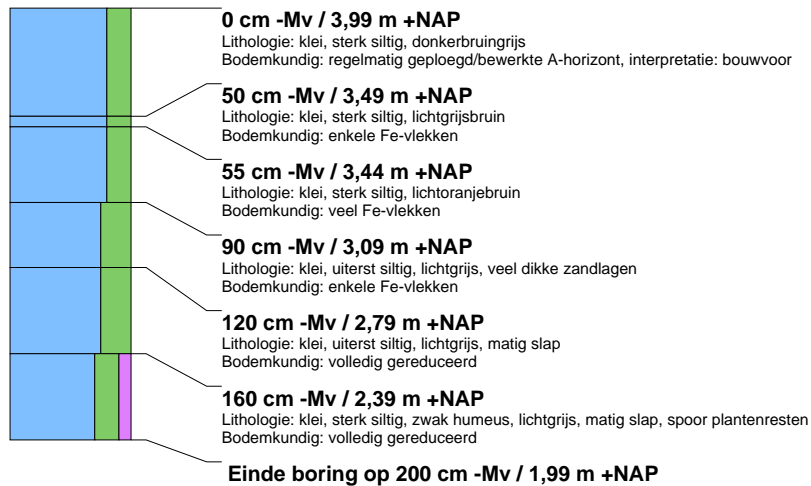 0 cm -Mv / 3,99 m +NAP
Lithologie: klei, sterk siltig, donkerbruingrijs
Bodemkundig: regelmatig geploegd/bewerkte A-horizont, interpretatie: bouwvoor
50 cm -Mv / 3,49 m +NAP
Lithologie: klei, sterk siltig, lichtgrijsbruin
Bodemkundig: enkele Fe-vlekken
55 cm -Mv / 3,44 m +NAP
Lithologie: klei, sterk siltig, lichtoranjebruin
Bodemkundig: veel Fe-vlekken
90 cm -Mv / 3,09 m +NAP
Lithologie: klei, uiterst siltig, lichtgrijs, veel dikke zandlagen
Bodemkundig: enkele Fe-vlekken
120 cm -Mv / 2,79 m +NAP
Lithologie: klei, uiterst siltig, lichtgrijs, matig slap
Bodemkundig: volledig gereduceerd
160 cm -Mv / 2,39 m +NAP
Lithologie: klei, sterk siltig, zwak humeus, lichtgrijs, matig slap, spoor plantenresten
Bodemkundig: volledig gereduceerd
Einde boring op 200 cm -Mv / 1,99 m +NAP